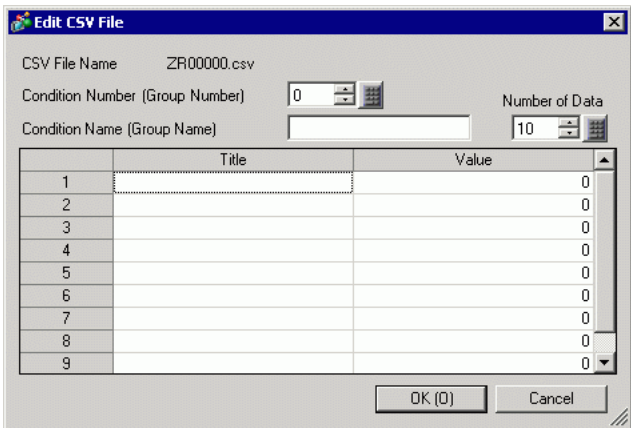 Edit CSV File
CSV File Name ZR00000.csv
Condition Number (Group Number) 0
Number of Data
Condition Name (Group Name) 10
Title Value
1 0
2 0
3 0
4 0
5 0
6 0
7 0
8 0
9 0
OK (O) Cancel